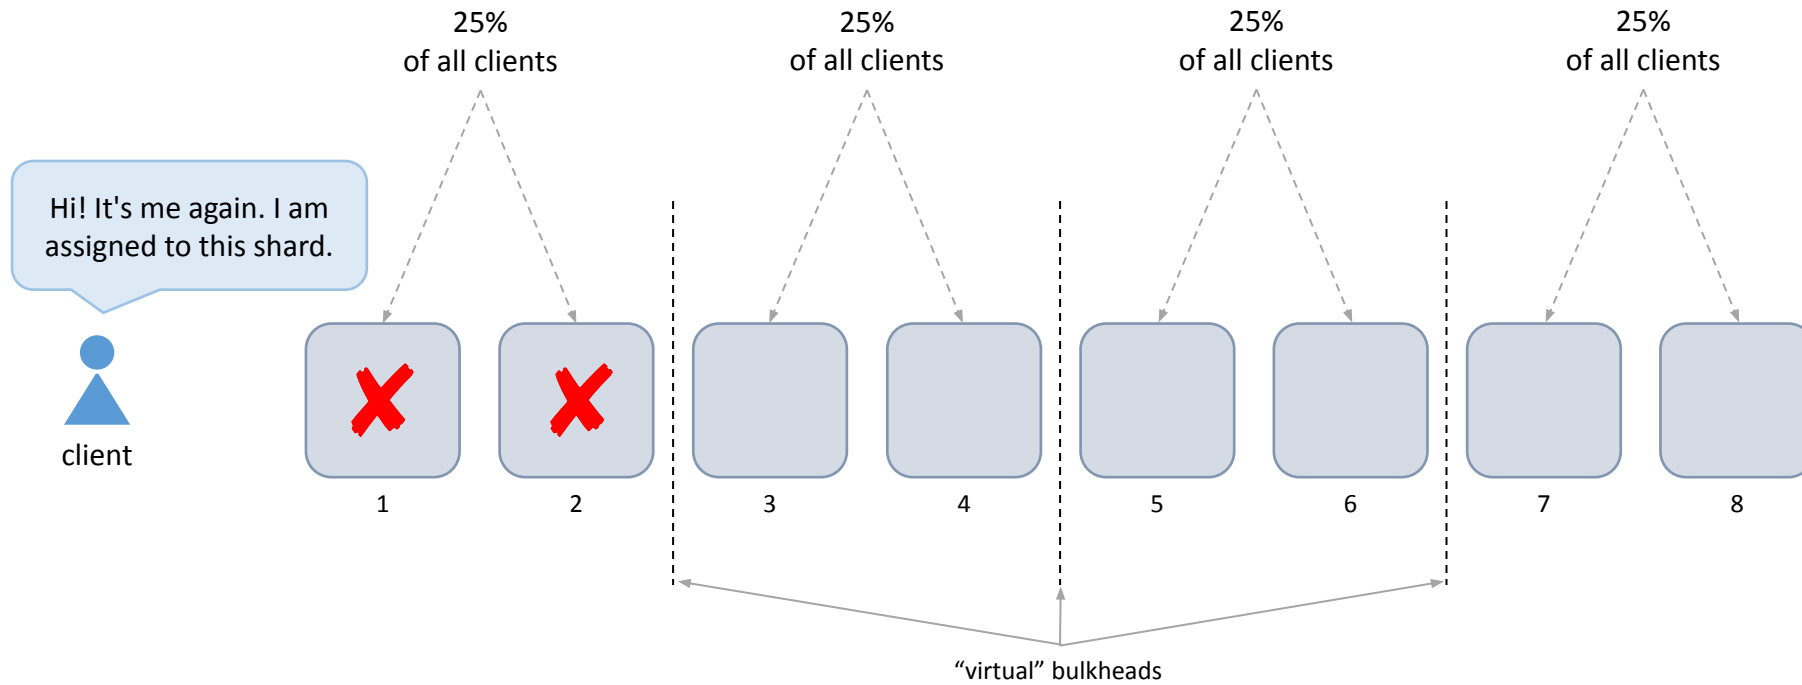 25%
of all clients
25%
of all clients
25%
of all clients
25%
of all clients
Hi! It's me again. I am
assigned to this shard.
client
1
2
3
4
5
6
7
8
“virtual” bulkheads